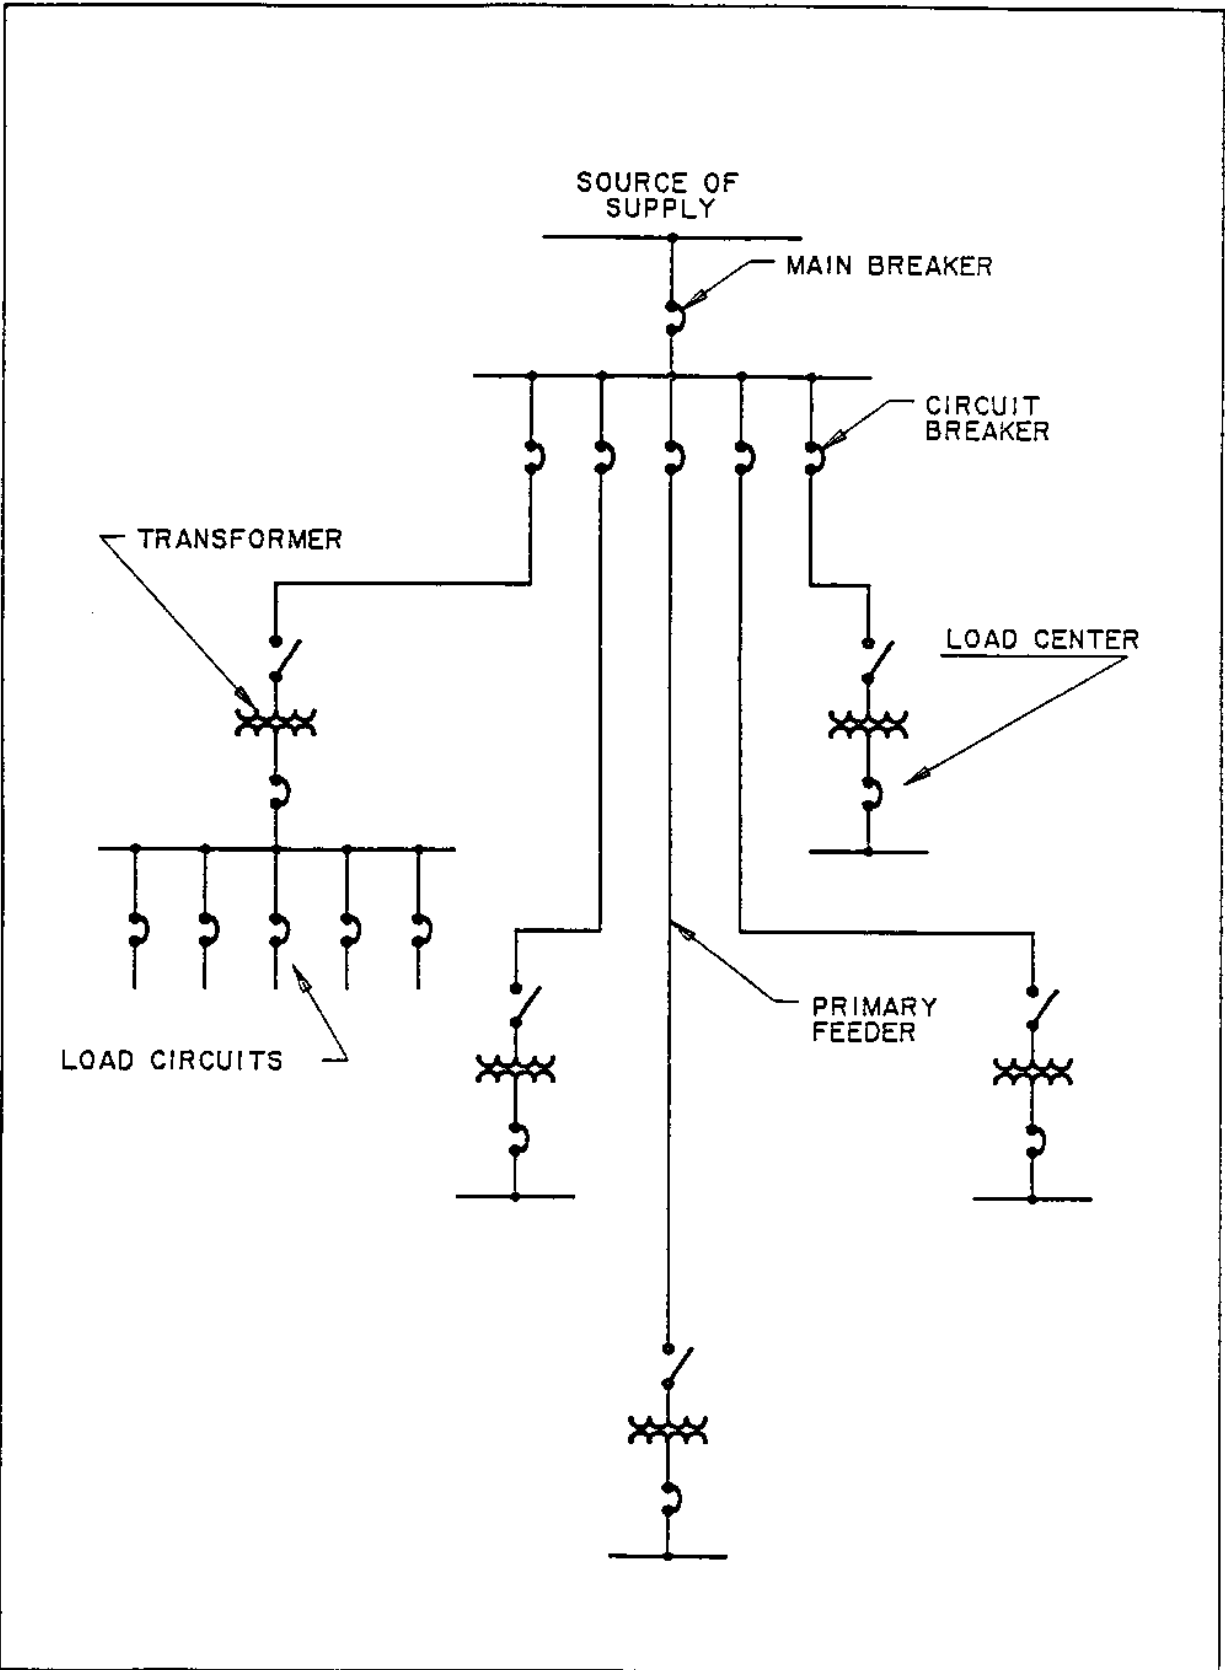 SOURCE OF
SUPPLY
MAIN BREAKER
CIRCUIT
BREAKER
TRANSFORMER
LOAD CENTER
PRIMARY
FEEDER
LOAD CIRCUITS